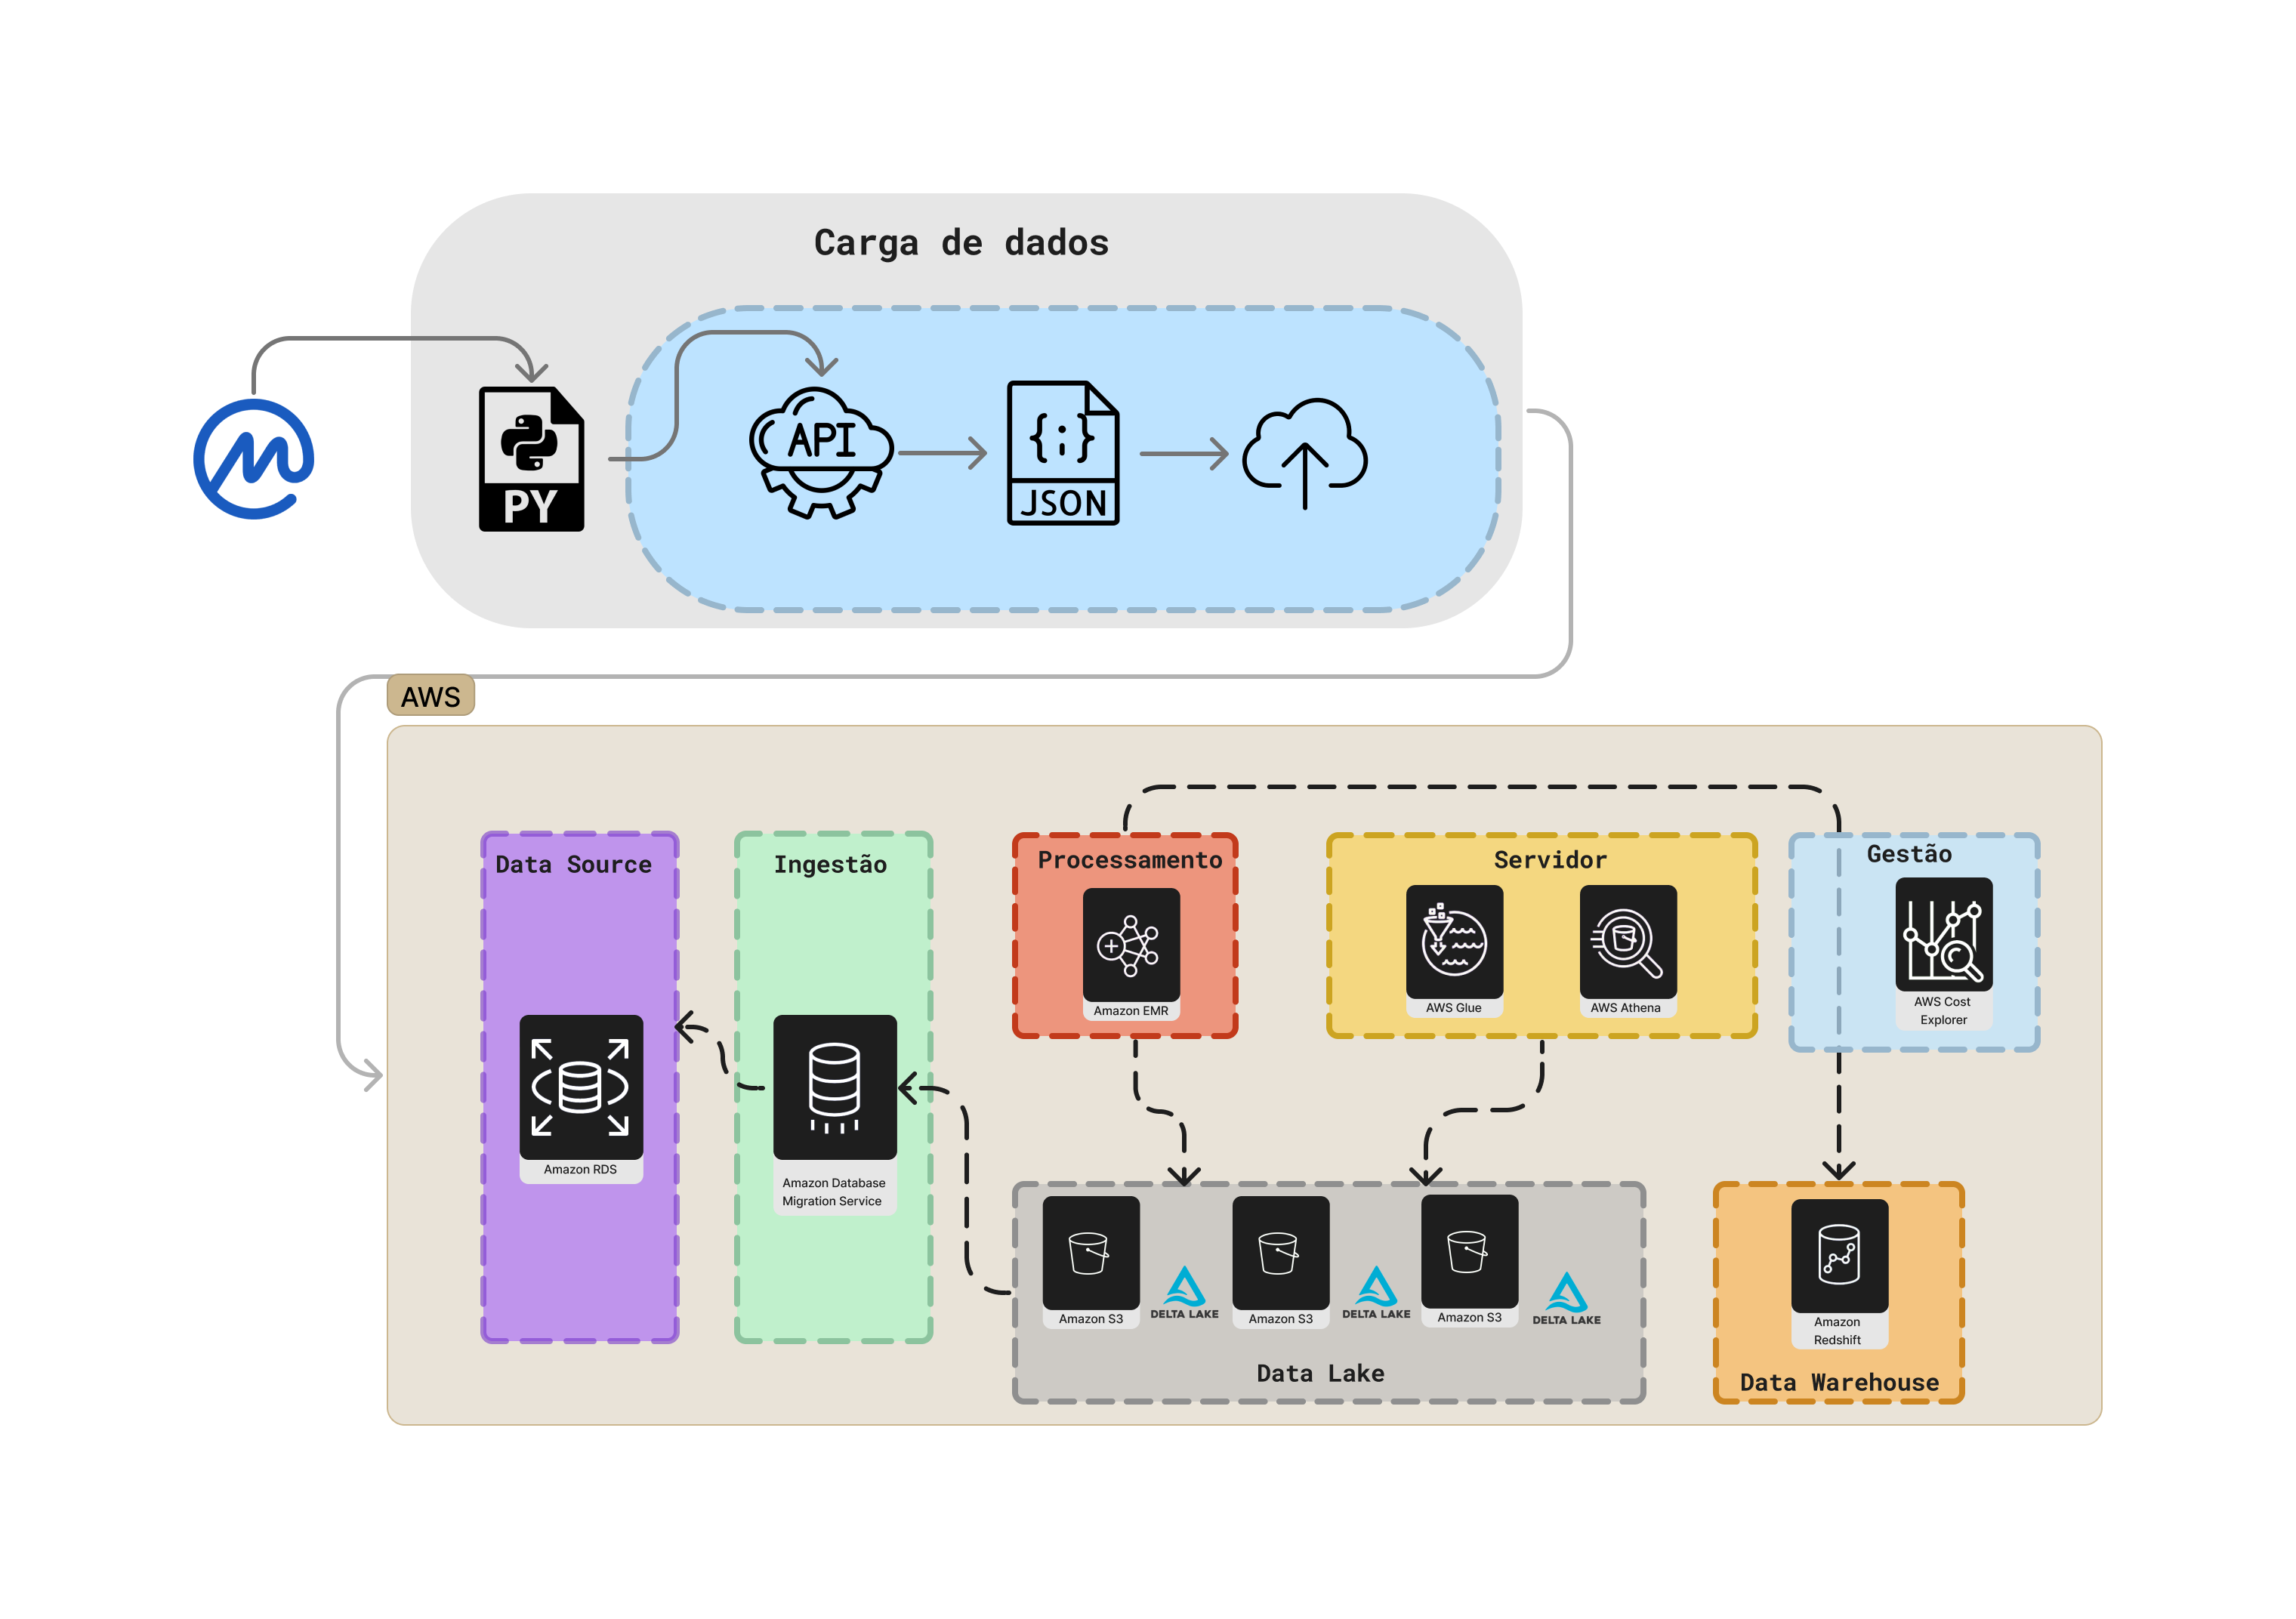 Carga de dados
PY
API
{;}
JSON
AWS
Data Source
Amazon RDS
Ingestão
Amazon Database
Migration Service
Processamento
Amazon EMR
Servidor
AWS Glue
AWS Athena
Gestão
AWS Cost
Explorer
Amazon S3
DELTA LAKE
Amazon S3
DELTA LAKE
Amazon S3
DELTA LAKE
Data Lake
Amazon
Redshift
Data Warehouse